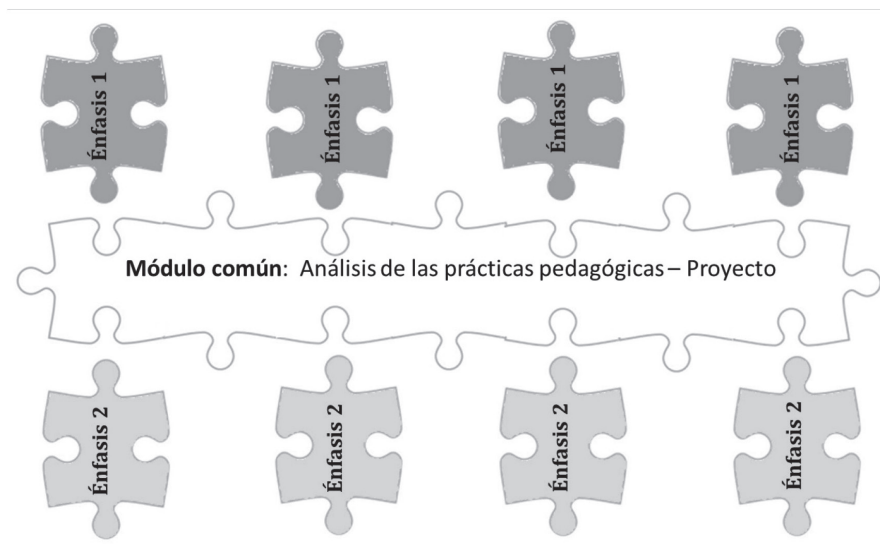 Énfasis 1
Énfasis 1
Énfasis 1
Énfasis 1
Módulo común: Análisis de las prácticas pedagógicas – Proyecto
Énfasis 2
Énfasis 2
Énfasis 2
Énfasis 2